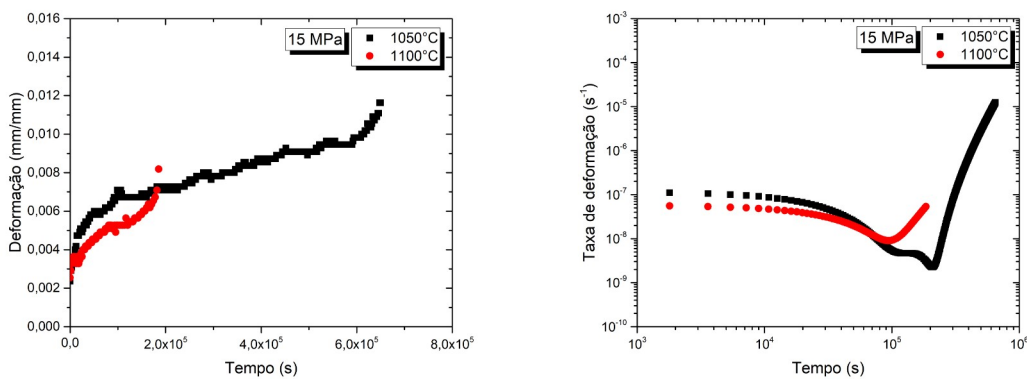 0,016
0,014
0,012
0,010
0,008
0,006
0,004
0,002
0,000
Deformação (mm/mm)
15 MPa
1050°C
1100°C
0,0
2,0x10⁵
4,0x10⁵
6,0x10⁵
8,0x10⁵
Tempo (s)
10⁻³
10⁻⁴
10⁻⁵
10⁻⁶
10⁻⁷
10⁻⁸
10⁻⁹
10⁻¹⁰
Taxa de deformação (s⁻¹)
15 MPa
1050°C
1100°C
10³
10⁴
10⁵
10⁶
Tempo (s)